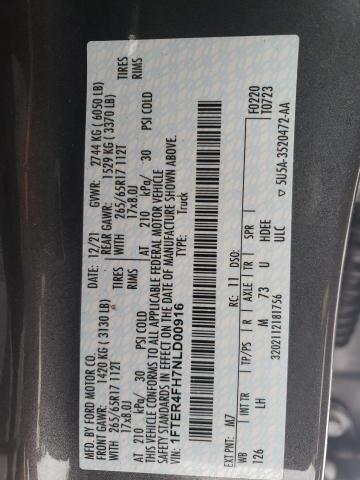 MFD. BY FORD MOTOR CO.
12/21
GVWR: 2744 KG ( 6050 LB)
FRONT GAWR: 1420 KG ( 3130 LB)
REAR GAWR: 1529 KG ( 3370 LB)
WITH 265/65R17 112T TIRES
WITH 265/65R17 112T TIRES
17x8.0J RIMS
17x8.0J RIMS
AT 210 kPa/ 30 PSI COLD
AT 210 kPa/ 30 PSI COLD
THIS VEHICLE CONFORMS TO ALL APPLICABLE FEDERAL MOTOR VEHICLE
SAFETY AND THEFT PREVENTION STANDARDS IN EFFECT ON THE DATE OF MANUFACTURE SHOWN ABOVE.
VIN: 1FTER4FH7NLD00916
TYPE: Truck
F0220
T0723
EXT PNT: M7
RC: 11 DSO:
WB INT TR TP/PS R AXLE TR SPR
126 LH M 73 U HDEE
ULC
3202112181756
▽ 5U5A-3520472-AA